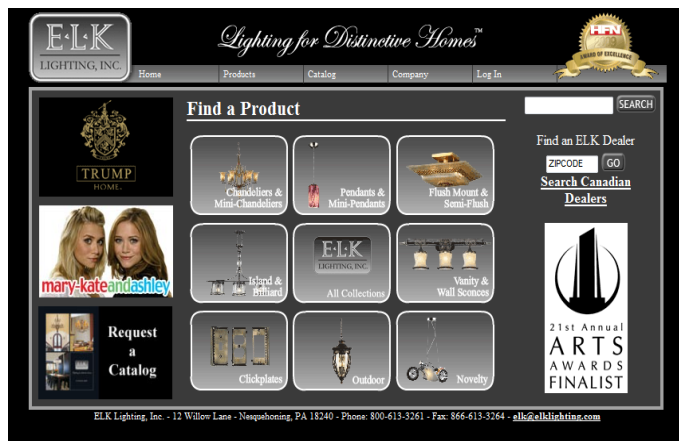 E·L·K
LIGHTING, INC.
Lighting for Distinctive Homes™
HFN
AWARD OF EXCELLENCE
Home
Products
Catalog
Company
Log In
TRUMP
HOME.
mary-kateandashley
Request
a
Catalog
Find a Product
Chandeliers &
Mini-Chandeliers
Pendants &
Mini-Pendants
Flush Mount &
Semi-Flush
Island &
Billiard
E·L·K
LIGHTING, INC.
All Collections
Vanity &
Wall Sconces
Clickplates
Outdoor
Novelty
SEARCH
Find an ELK Dealer
ZIPCODE
GO
Search Canadian
Dealers
21st Annual
ARTS
AWARDS
FINALIST
ELK Lighting, Inc. - 12 Willow Lane - Nesquehoning, PA 18240 - Phone: 800-613-3261 - Fax: 866-613-3264 - elk@elklighting.com